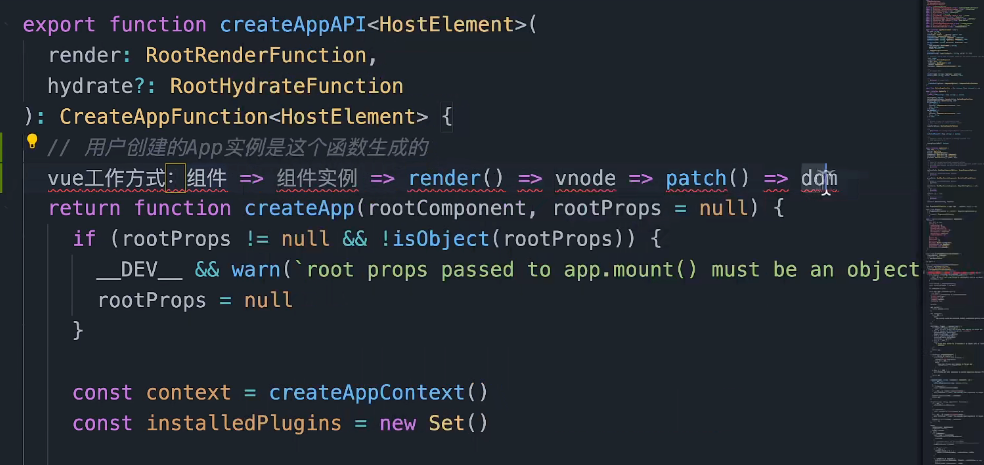 export function createAppAPI<HostElement>(
render: RootRenderFunction,
hydrate?: RootHydrateFunction
): CreateAppFunction<HostElement> {
// 用户创建的App实例是这个函数生成的
vue工作方式：组件 => 组件实例 => render() => vnode => patch() => dom
return function createApp(rootComponent, rootProps = null) {
if (rootProps != null && !isObject(rootProps)) {
__DEV__ && warn(`root props passed to app.mount() must be an object
rootProps = null
}
const context = createAppContext()
const installedPlugins = new Set()